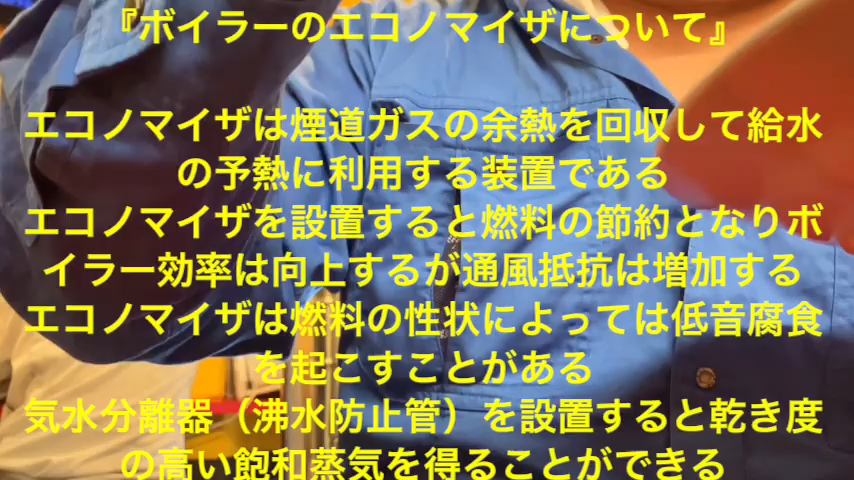 『ボイラーのエコノマイザについて』
エコノマイザは煙道ガスの余熱を回収して給水
の予熱に利用する装置である
エコノマイザを設置すると燃料の節約となりボ
イラー効率は向上するが通風抵抗は増加する
エコノマイザは燃料の性状によっては低音腐食
を起こすことがある
気水分離器（沸水防止管）を設置すると乾き度
の高い飽和蒸気を得ることができる